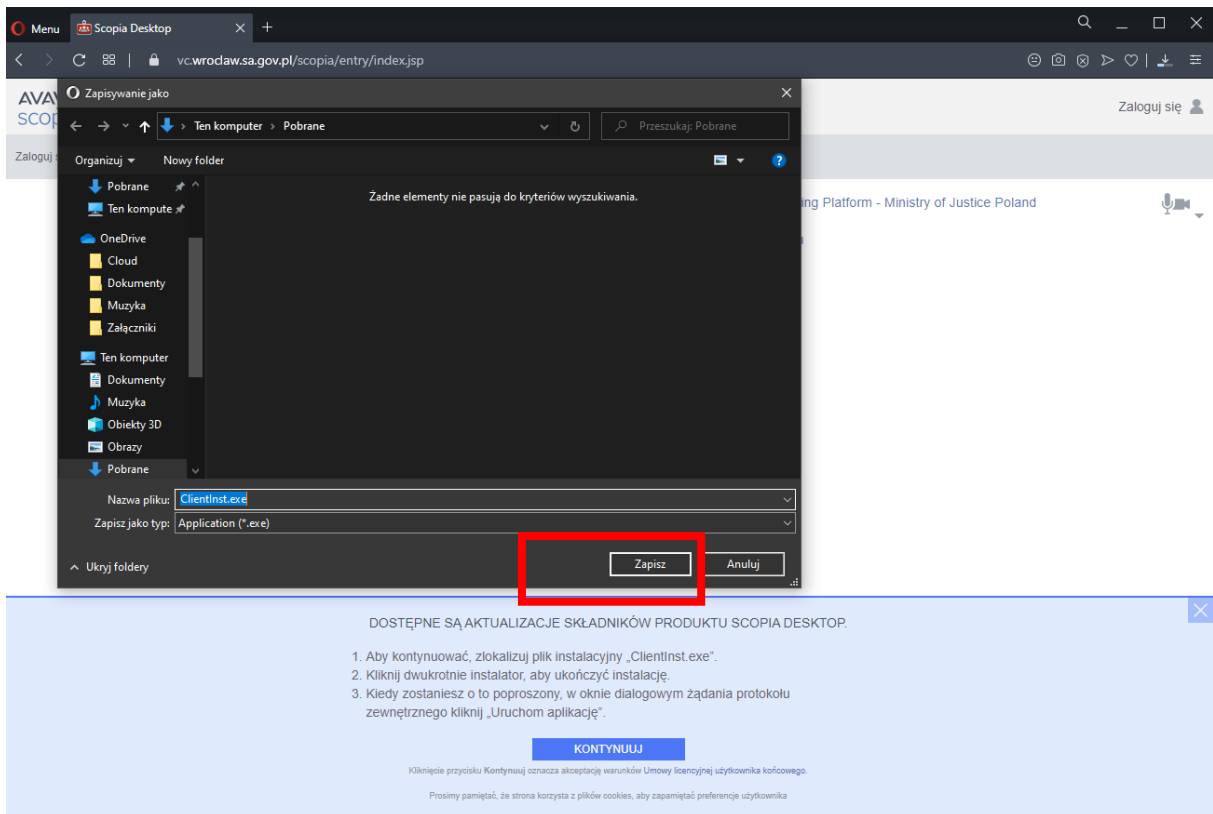 Menu
Scopia Desktop
vc.wroclaw.sa.gov.pl/scopia/entry/index.jsp
Zapisywanie jako
Zaloguj się
Ten komputer > Pobrane
Przeszukaj: Pobrane
Zaloguj
Organizuj
Nowy folder
Pobrane
Ten kompute
OneDrive
Cloud
Dokumenty
Muzyka
Załączniki
Ten komputer
Dokumenty
Muzyka
Obiekty 3D
Obrazy
Pobrane
Żadne elementy nie pasują do kryteriów wyszukiwania.
ing Platform - Ministry of Justice Poland
Nazwa pliku: ClientInst.exe
Zapisz jako typ: Application (*.exe)
Ukryj foldery
Zapisz
Anuluj
DOSTĘPNE SĄ AKTUALIZACJE SKŁADNIKÓW PRODUKTU SCOPIA DESKTOP.
1. Aby kontynuować, zlokalizuj plik instalacyjny „ClientInst.exe”.
2. Kliknij dwukrotnie instalator, aby ukończyć instalację.
3. Kiedy zostaniesz o to poproszony, w oknie dialogowym żądania protokołu
zewnętrznego kliknij „Uruchom aplikację”.
KONTYNUUJ
Kliknięcie przycisku Kontynuuj oznacza akceptację warunków Umowy licencyjnej użytkownika końcowego.
Prosimy pamiętać, że strona korzysta z plików cookies, aby zapamiętać preferencje użytkownika